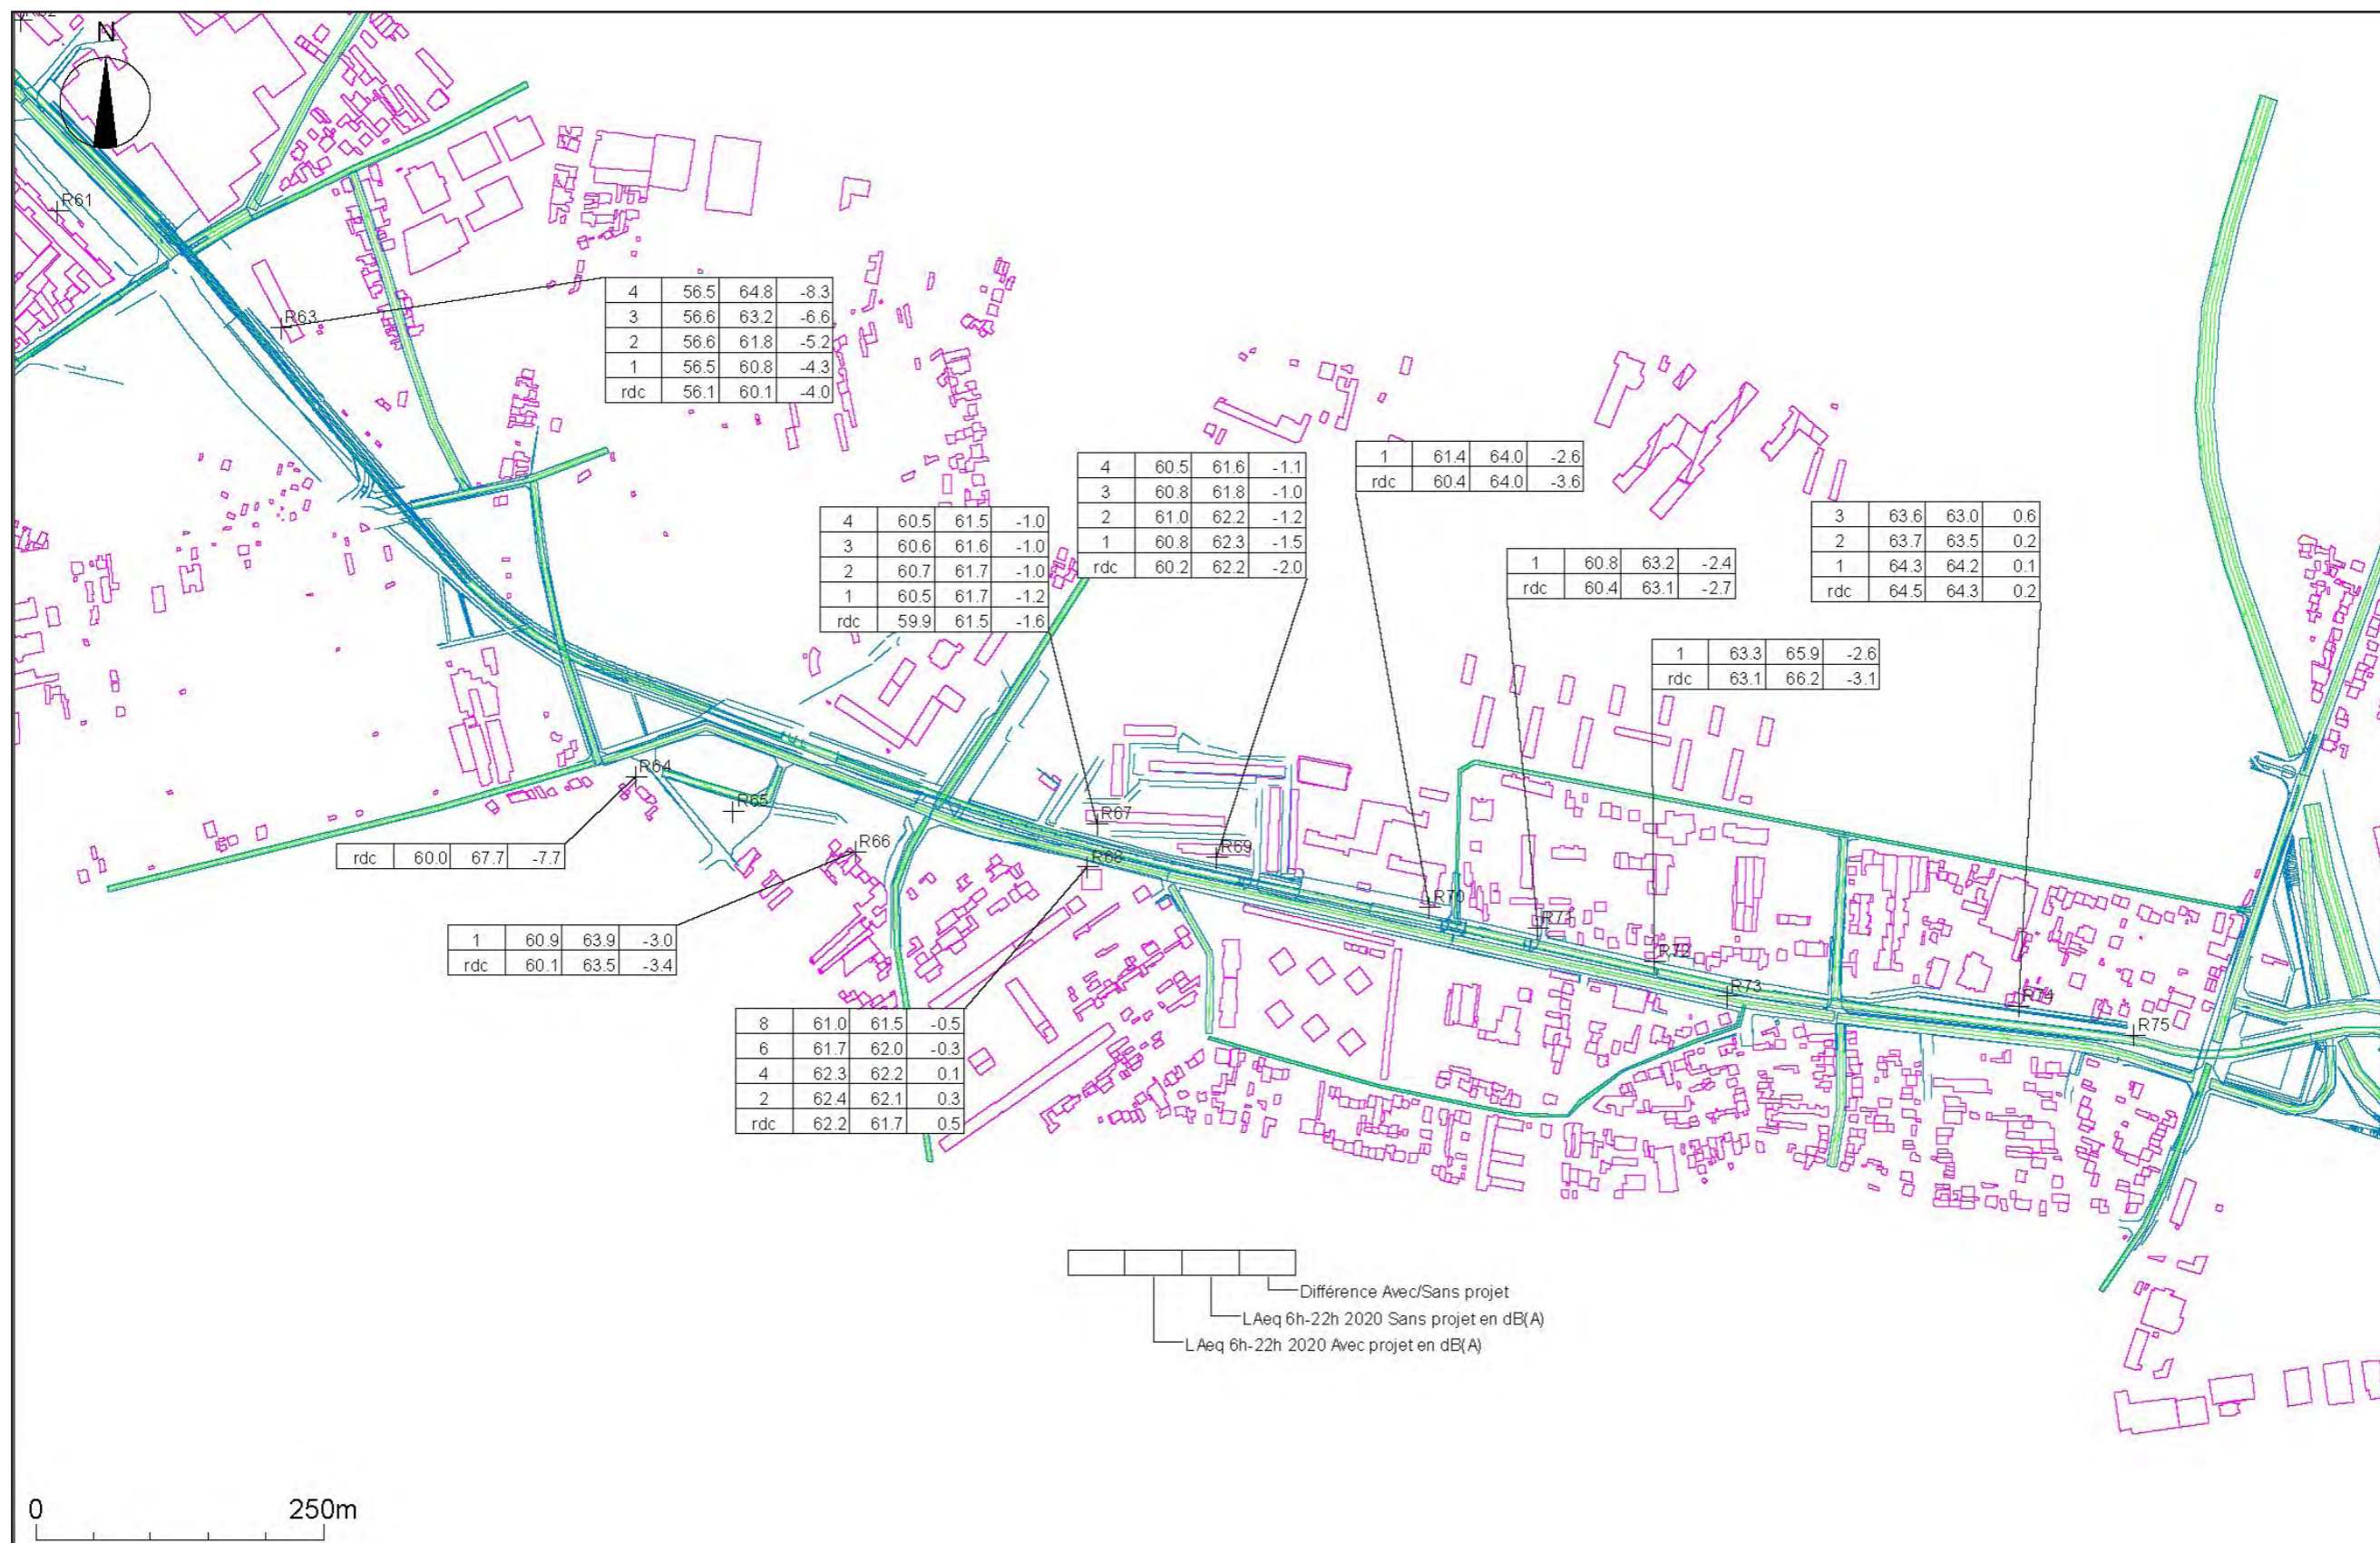 N
R61
R63
4 56.5 64.8 -8.3
3 56.6 63.2 -6.6
2 56.6 61.8 -5.2
1 56.5 60.8 -4.3
rdc 56.1 60.1 -4.0
4 60.5 61.5 -1.0
3 60.6 61.6 -1.0
2 60.7 61.7 -1.0
1 60.5 61.7 -1.2
rdc 59.9 61.5 -1.6
4 60.5 61.6 -1.1
3 60.8 61.8 -1.0
2 61.0 62.2 -1.2
1 60.8 62.3 -1.5
rdc 60.2 62.2 -2.0
1 61.4 64.0 -2.6
rdc 60.4 64.0 -3.6
1 60.8 63.2 -2.4
rdc 60.4 63.1 -2.7
3 63.6 63.0 0.6
2 63.7 63.5 0.2
1 64.3 64.2 0.1
rdc 64.5 64.3 0.2
1 63.3 65.9 -2.6
rdc 63.1 66.2 -3.1
R64
R65
R66
R67
R68
R69
R70
R71
R72
R73
R74
R75
rdc 60.0 67.7 -7.7
1 60.9 63.9 -3.0
rdc 60.1 63.5 -3.4
8 61.0 61.5 -0.5
6 61.7 62.0 -0.3
4 62.3 62.2 0.1
2 62.4 62.1 0.3
rdc 62.2 61.7 0.5
Différence Avec/Sans projet
LAeq 6h-22h 2020 Sans projet en dB(A)
LAeq 6h-22h 2020 Avec projet en dB(A)
0 250m